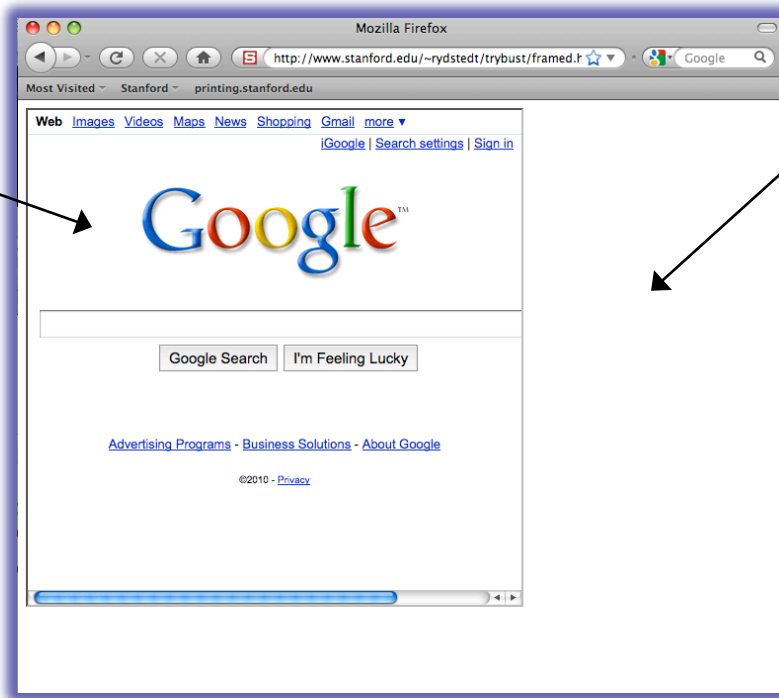 Mozilla Firefox
http://www.stanford.edu/~rydstedt/trybust/framed.h
Google
Most Visited Stanford printing.stanford.edu
Web Images Videos Maps News Shopping Gmail more ▼
iGoogle | Search settings | Sign in
Google™
Google Search I'm Feeling Lucky
Advertising Programs - Business Solutions - About Google
©2010 - Privacy